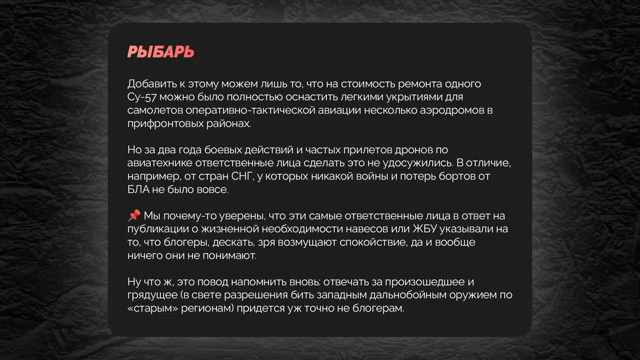 РЫБАРЬ
Добавить к этому можем лишь то, что на стоимость ремонта одного
Су-57 можно было полностью оснастить легкими укрытиями для
самолетов оперативно-тактической авиации несколько аэродромов в
прифронтовых районах.
Но за два года боевых действий и частых прилетов дронов по
авиатехнике ответственные лица сделать это не удосужились. В отличие,
например, от стран СНГ, у которых никакой войны и потерь бортов от
БЛА не было вовсе.
📌 Мы почему-то уверены, что эти самые ответственные лица в ответ на
публикации о жизненной необходимости навесов или ЖБУ указывали на
то, что блогеры, дескать, зря возмущают спокойствие, да и вообще
ничего они не понимают.
Ну что ж, это повод напомнить вновь: отвечать за произошедшее и
грядущее (в свете разрешения бить западным дальнобойным оружием по
«старым» регионам) придется уж точно не блогерам.